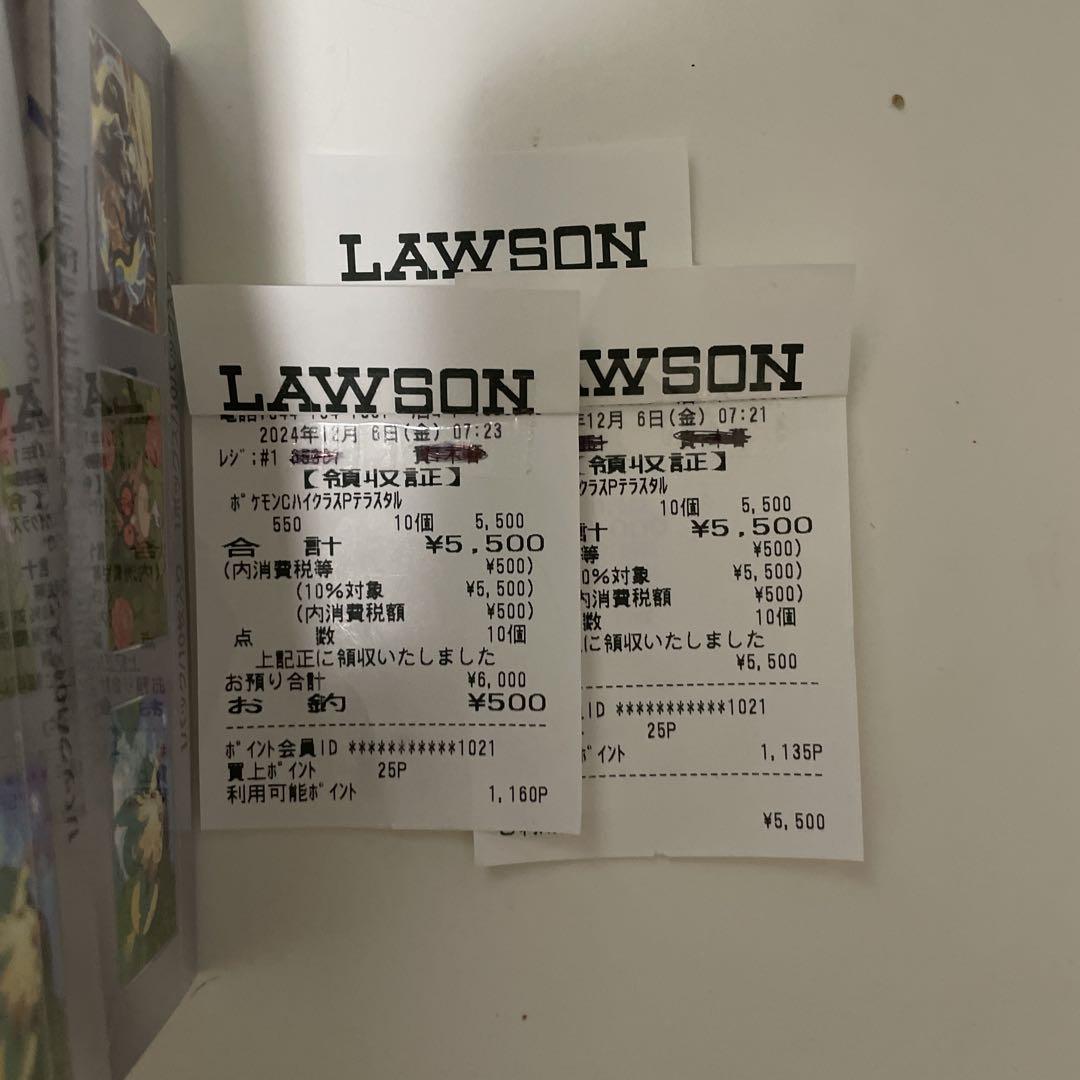 LAWSON
LAWSON
2024年12月 6日(金) 07:23
レジ:#1
【領収証】
ポケモンCハイクラスPテラスタル
550 10個 5,500
合 計 ¥5,500
(内消費税等 ¥500)
(10%対象 ¥5,500)
(内消費税額 ¥500)
点 数 10個
上記正に領収いたしました
お預り合計 ¥6,000
お 釣 ¥500
ポイント会員ID ***********1021
買上ポイント 25P
利用可能ポイント 1,160P
AWSON
年12月 6日(金) 07:21
領収証】
クラスPテラスタル
10個 5,500
計 ¥5,500
等 ¥500)
0%対象 ¥5,500)
内消費税額 ¥500)
数 10個
に領収いたしました
¥5,500
ID ***********1021
25P
ポイント 1,135P
¥5,500